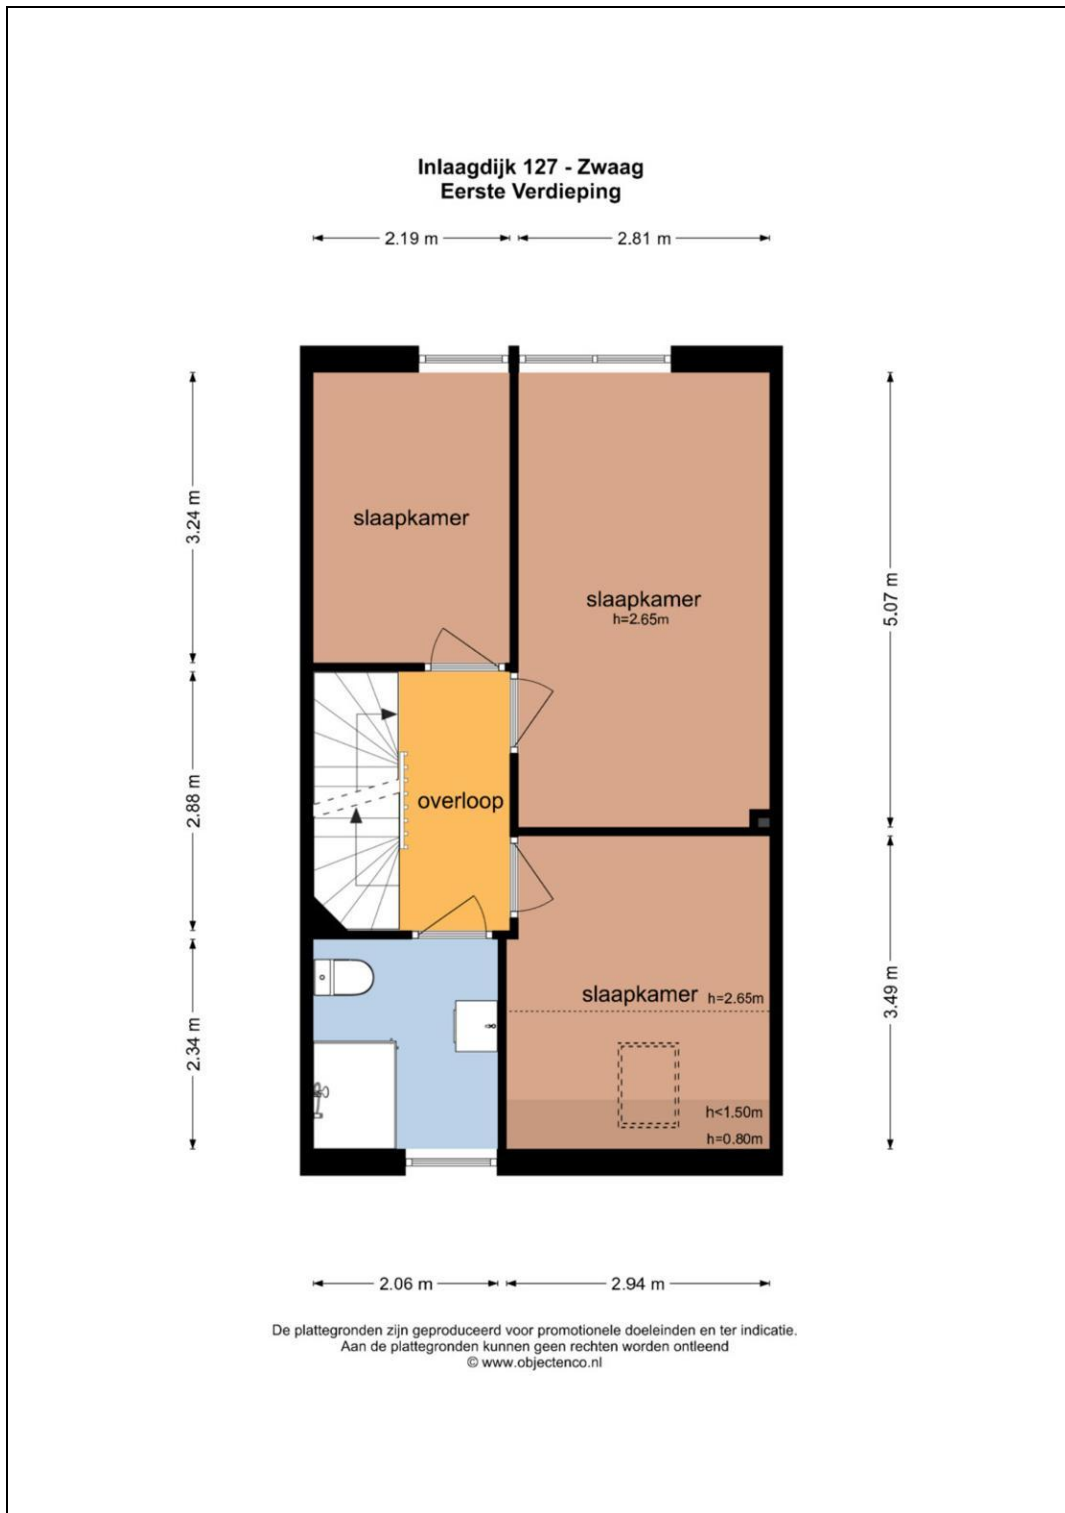 Inlaagdijk 127 - Zwaag
Eerste Verdieping
2.19 m
2.81 m
3.24 m
slaapkamer
slaapkamer
h=2.65m
5.07 m
2.88 m
overloop
slaapkamer
h=2.65m
3.49 m
2.34 m
h<1.50m
h=0.80m
2.06 m
2.94 m
De plattegronden zijn geproduceerd voor promotionele doeleinden en ter indicatie.
Aan de plattegronden kunnen geen rechten worden ontleend
© www.objectenco.nl